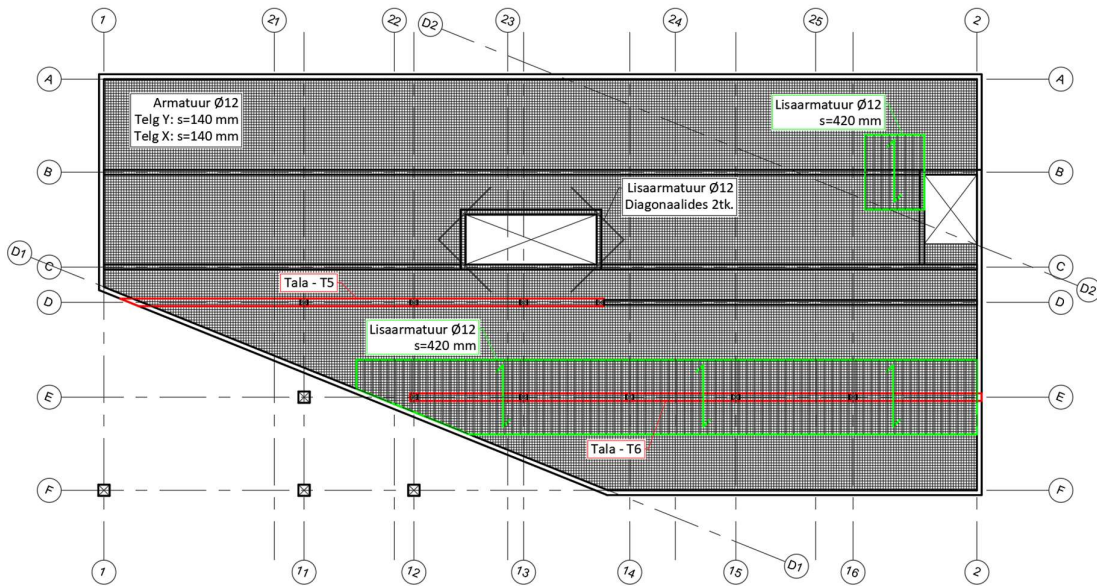 1
21
22
23
24
25
2
D2
A
A
Armatuur Ø12
Telg Y: s=140 mm
Telg X: s=140 mm
Lisaarmatuur Ø12
s=420 mm
B
B
Lisaarmatuur Ø12
Diagonaalides 2tk.
D1
C
C
Tala - T5
D2
D
D
Lisaarmatuur Ø12
s=420 mm
E
E
Tala - T6
F
F
1
11
12
13
14
15
16
2
D1